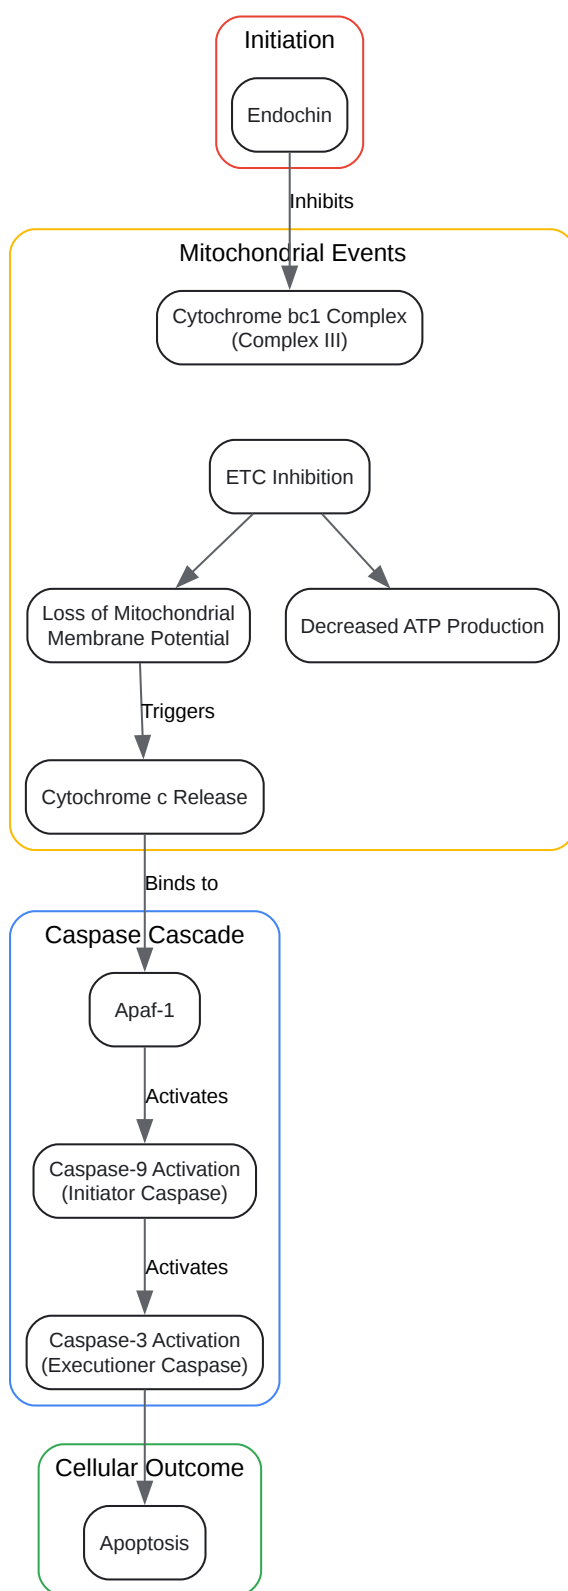 Initiation
Endochin
Inhibits
Mitochondrial Events
Cytochrome bc1 Complex
(Complex III)
ETC Inhibition
Loss of Mitochondrial
Membrane Potential
Decreased ATP Production
Triggers
Cytochrome c Release
Binds to
Caspase Cascade
Apaf-1
Activates
Caspase-9 Activation
(Initiator Caspase)
Activates
Caspase-3 Activation
(Executioner Caspase)
Cellular Outcome
Apoptosis